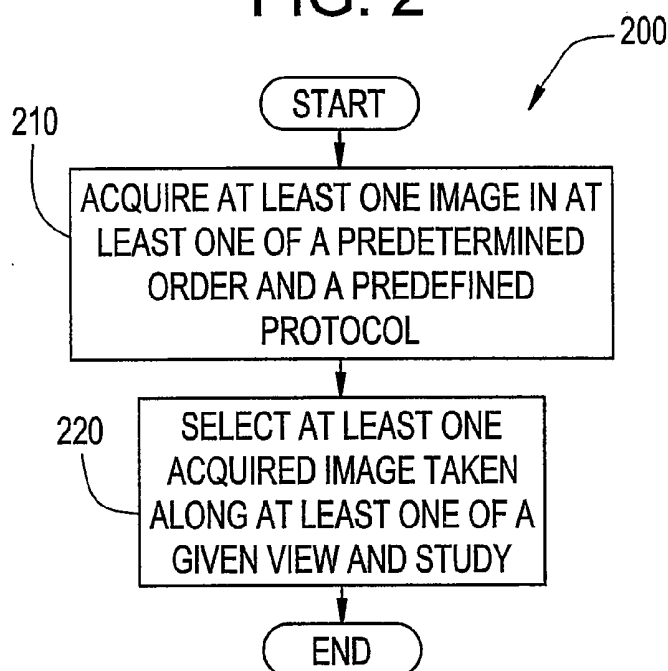 FIG. 2
200
START
210
ACQUIRE AT LEAST ONE IMAGE IN AT
LEAST ONE OF A PREDETERMINED
ORDER AND A PREDEFINED
PROTOCOL
220
SELECT AT LEAST ONE
ACQUIRED IMAGE TAKEN
ALONG AT LEAST ONE OF A
GIVEN VIEW AND STUDY
END